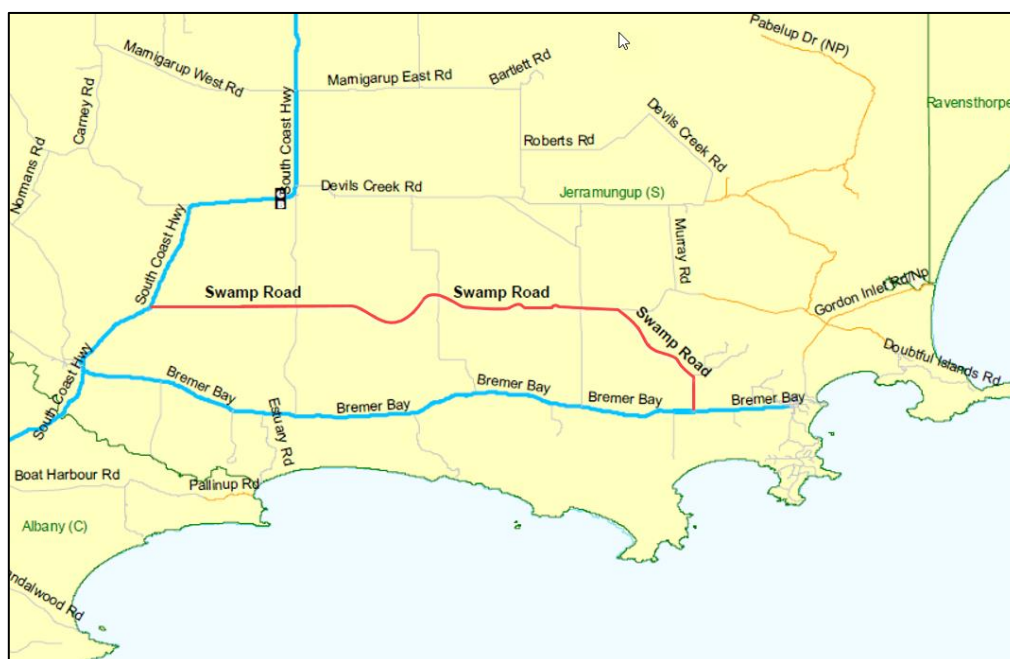 Pabelup Dr (NP)
Marnigarup West Rd
Marnigarup East Rd
Bartlett Rd
Ravensthorpe
Carney Rd
South Coast Hwy
Devils Creek Rd
Roberts Rd
Normans Rd
Devils Creek Rd
Jerramungup (S)
South Coast Hwy
Murray Rd
Swamp Road
Swamp Road
Gordon Inlet Rd/Np
Swamp Road
Doubtful Islands Rd
South Coast Hwy
Bremer Bay
Bremer Bay
Bremer Bay
Bremer Bay
Bremer Bay
Estuary Rd
Boat Harbour Rd
Pallinup Rd
Albany (C)
andalwood Rd